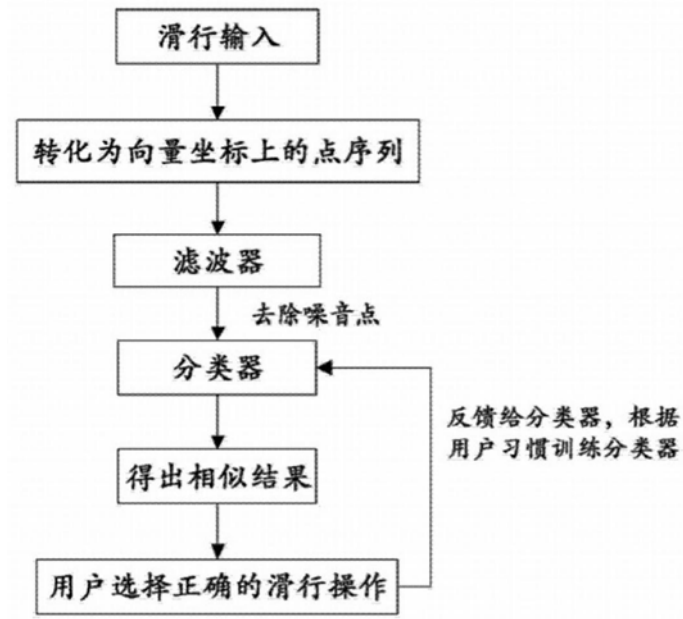 滑行输入
转化为向量坐标上的点序列
滤波器
去除噪音点
分类器
反馈给分类器，根据
用户习惯训练分类器
得出相似结果
用户选择正确的滑行操作